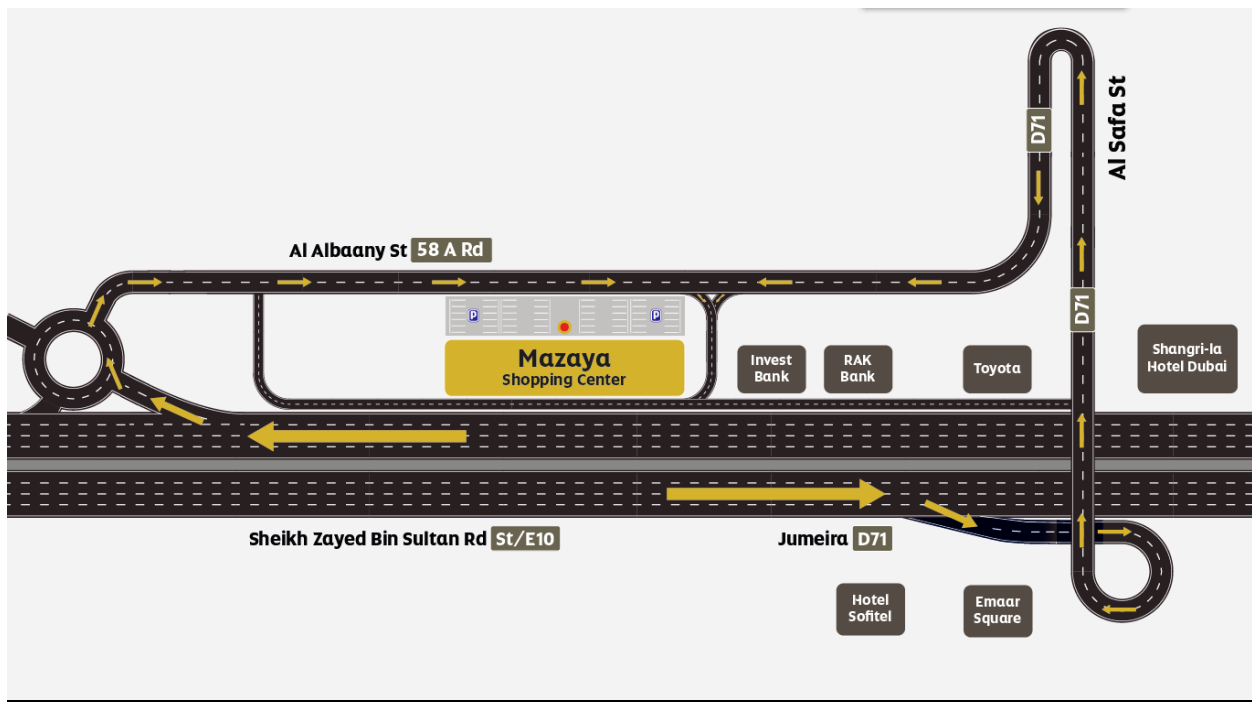 Al Safa St
D71
Al Albaany St 58 A Rd
D71
P
P
Mazaya
Shopping Center
Invest
Bank
RAK
Bank
Toyota
Shangri-la
Hotel Dubai
Sheikh Zayed Bin Sultan Rd St/E10
Jumeira D71
Hotel
Sofitel
Emaar
Square